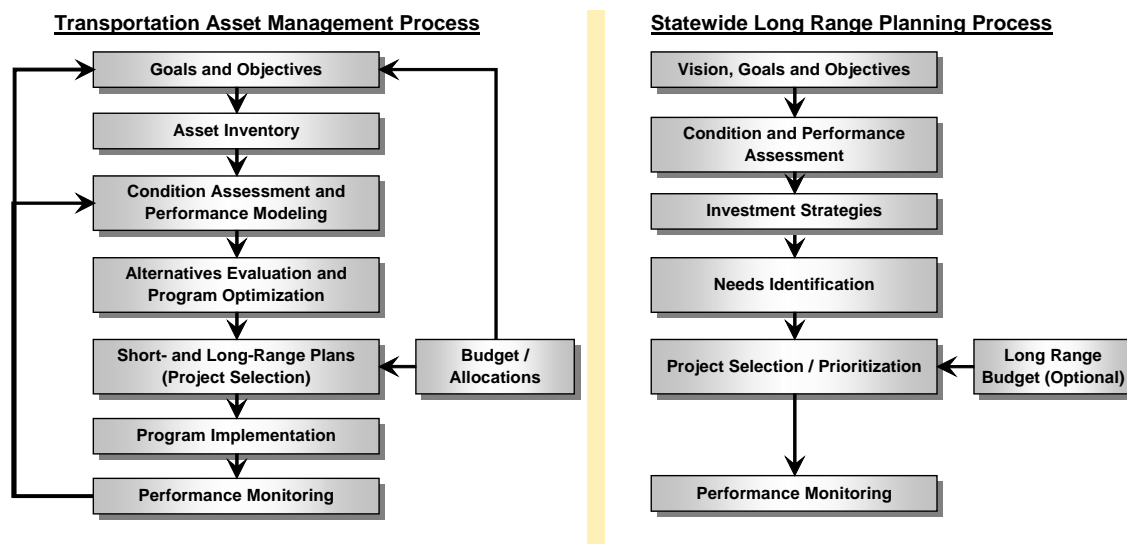 Transportation Asset Management Process
Goals and Objectives
Asset Inventory
Condition Assessment and
Performance Modeling
Alternatives Evaluation and
Program Optimization
Short- and Long-Range Plans
(Project Selection)
Budget /
Allocations
Program Implementation
Performance Monitoring
Statewide Long Range Planning Process
Vision, Goals and Objectives
Condition and Performance
Assessment
Investment Strategies
Needs Identification
Project Selection / Prioritization
Long Range
Budget (Optional)
Performance Monitoring